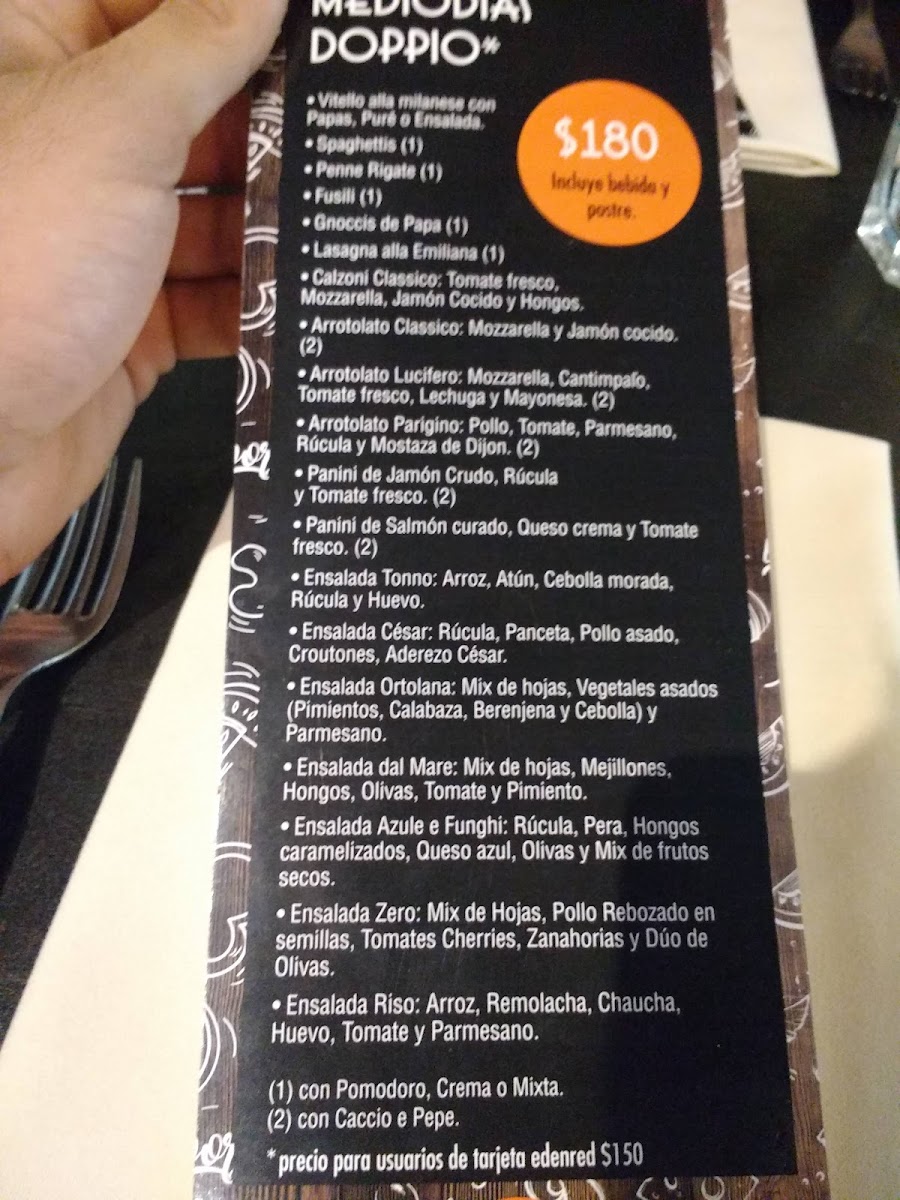 MEDIODÍAS
DOPPIO*
$180
Incluye bebida y
postre.
• Vitello alla milanese con
Papas, Puré o Ensalada.
• Spaghettis (1)
• Penne Rigate (1)
• Fusili (1)
• Gnoccis de Papa (1)
• Lasagna alla Emiliana (1)
• Calzoni Classico: Tomate fresco,
Mozzarella, Jamón Cocido y Hongos.
• Arrotolato Classico: Mozzarella y Jamón cocido.
(2)
• Arrotolato Lucifero: Mozzarella, Cantimpalo,
Tomate fresco, Lechuga y Mayonesa. (2)
• Arrotolato Parigino: Pollo, Tomate, Parmesano,
Rúcula y Mostaza de Dijon. (2)
• Panini de Jamón Crudo, Rúcula
y Tomate fresco. (2)
• Panini de Salmón curado, Queso crema y Tomate
fresco. (2)
• Ensalada Tonno: Arroz, Atún, Cebolla morada,
Rúcula y Huevo.
• Ensalada César: Rúcula, Panceta, Pollo asado,
Croutones, Aderezo César.
• Ensalada Ortolana: Mix de hojas, Vegetales asados
(Pimientos, Calabaza, Berenjena y Cebolla) y
Parmesano.
• Ensalada dal Mare: Mix de hojas, Mejillones,
Hongos, Olivas, Tomate y Pimiento.
• Ensalada Azule e Funghi: Rúcula, Pera, Hongos
caramelizados, Queso azul, Olivas y Mix de frutos
secos.
• Ensalada Zero: Mix de Hojas, Pollo Rebozado en
semillas, Tomates Cherries, Zanahorias y Dúo de
Olivas.
• Ensalada Riso: Arroz, Remolacha, Chaucha,
Huevo, Tomate y Parmesano.
(1) con Pomodoro, Crema o Mixta.
(2) con Caccio e Pepe.
* precio para usuarios de tarjeta edenred $150